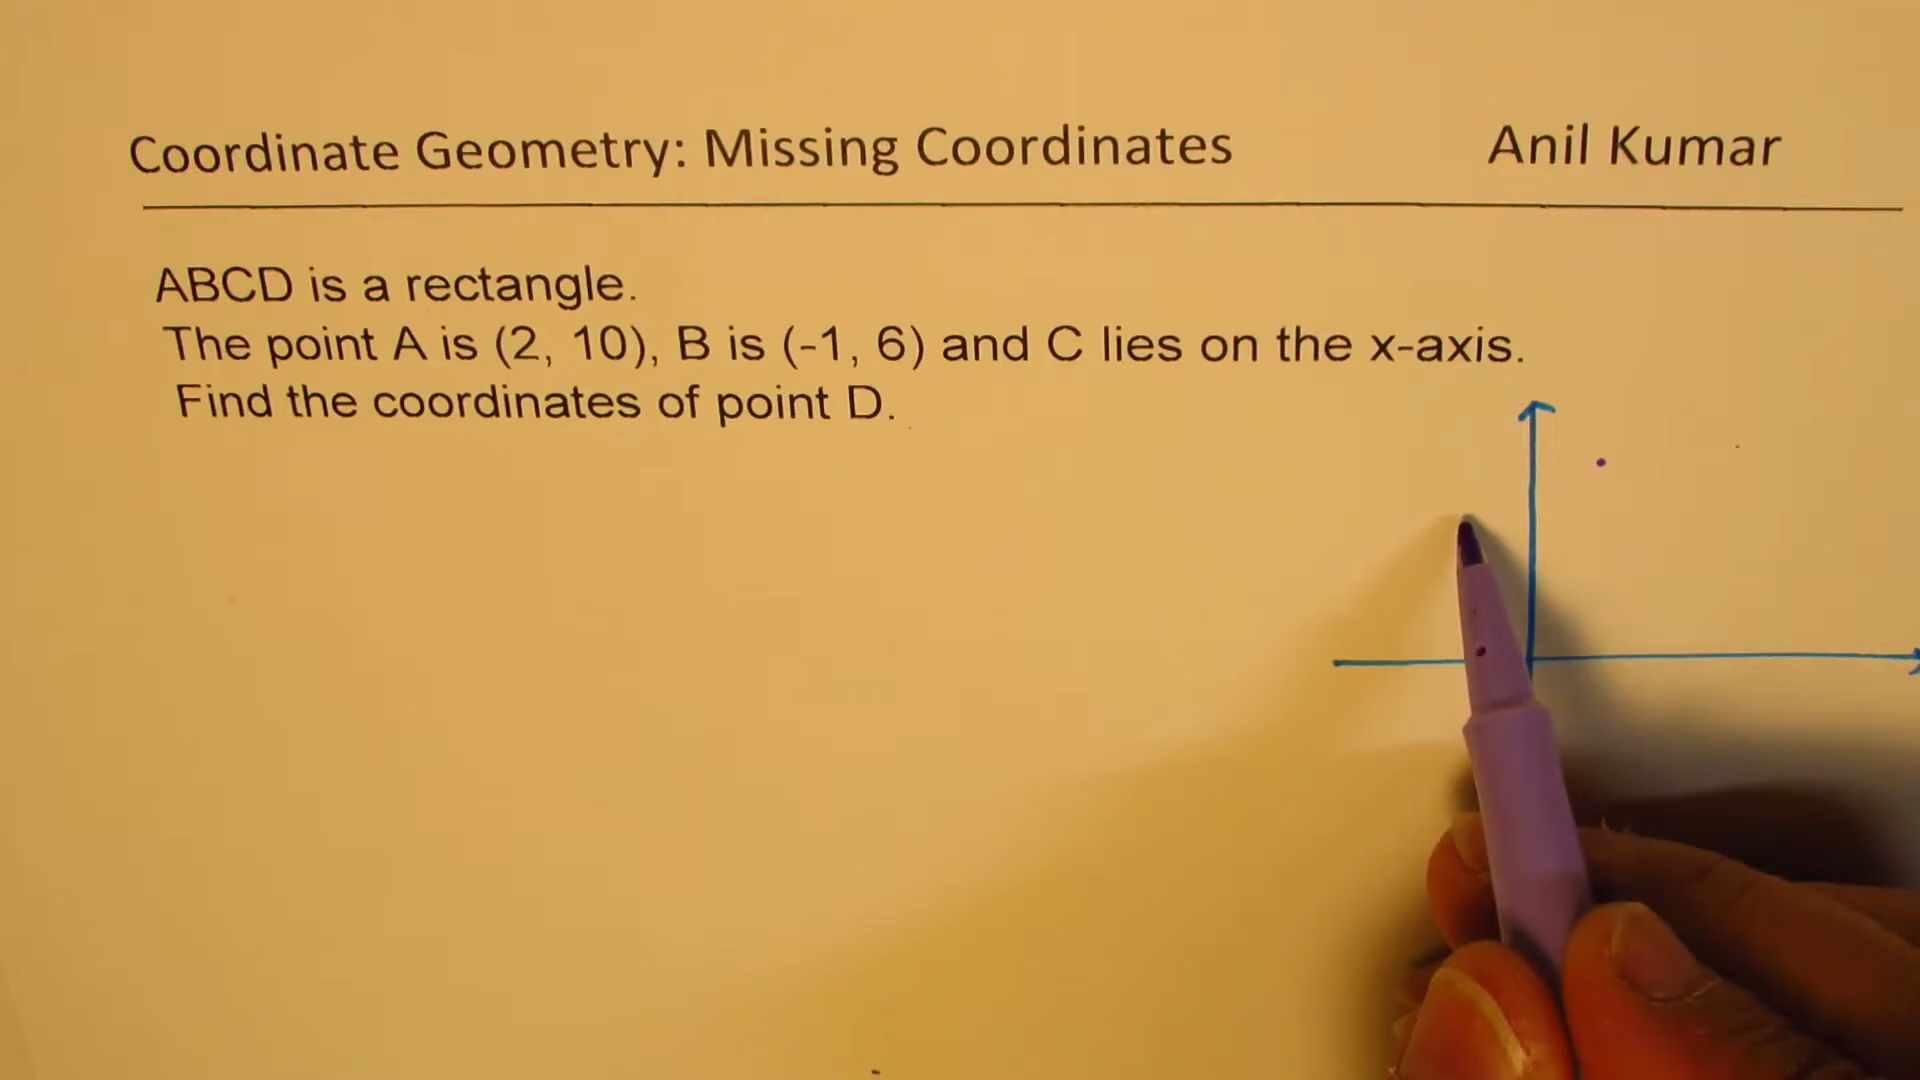 Coordinate Geometry: Missing Coordinates Anil Kumar
ABCD is a rectangle.
The point A is (2, 10), B is (-1, 6) and C lies on the x-axis.
Find the coordinates of point D.